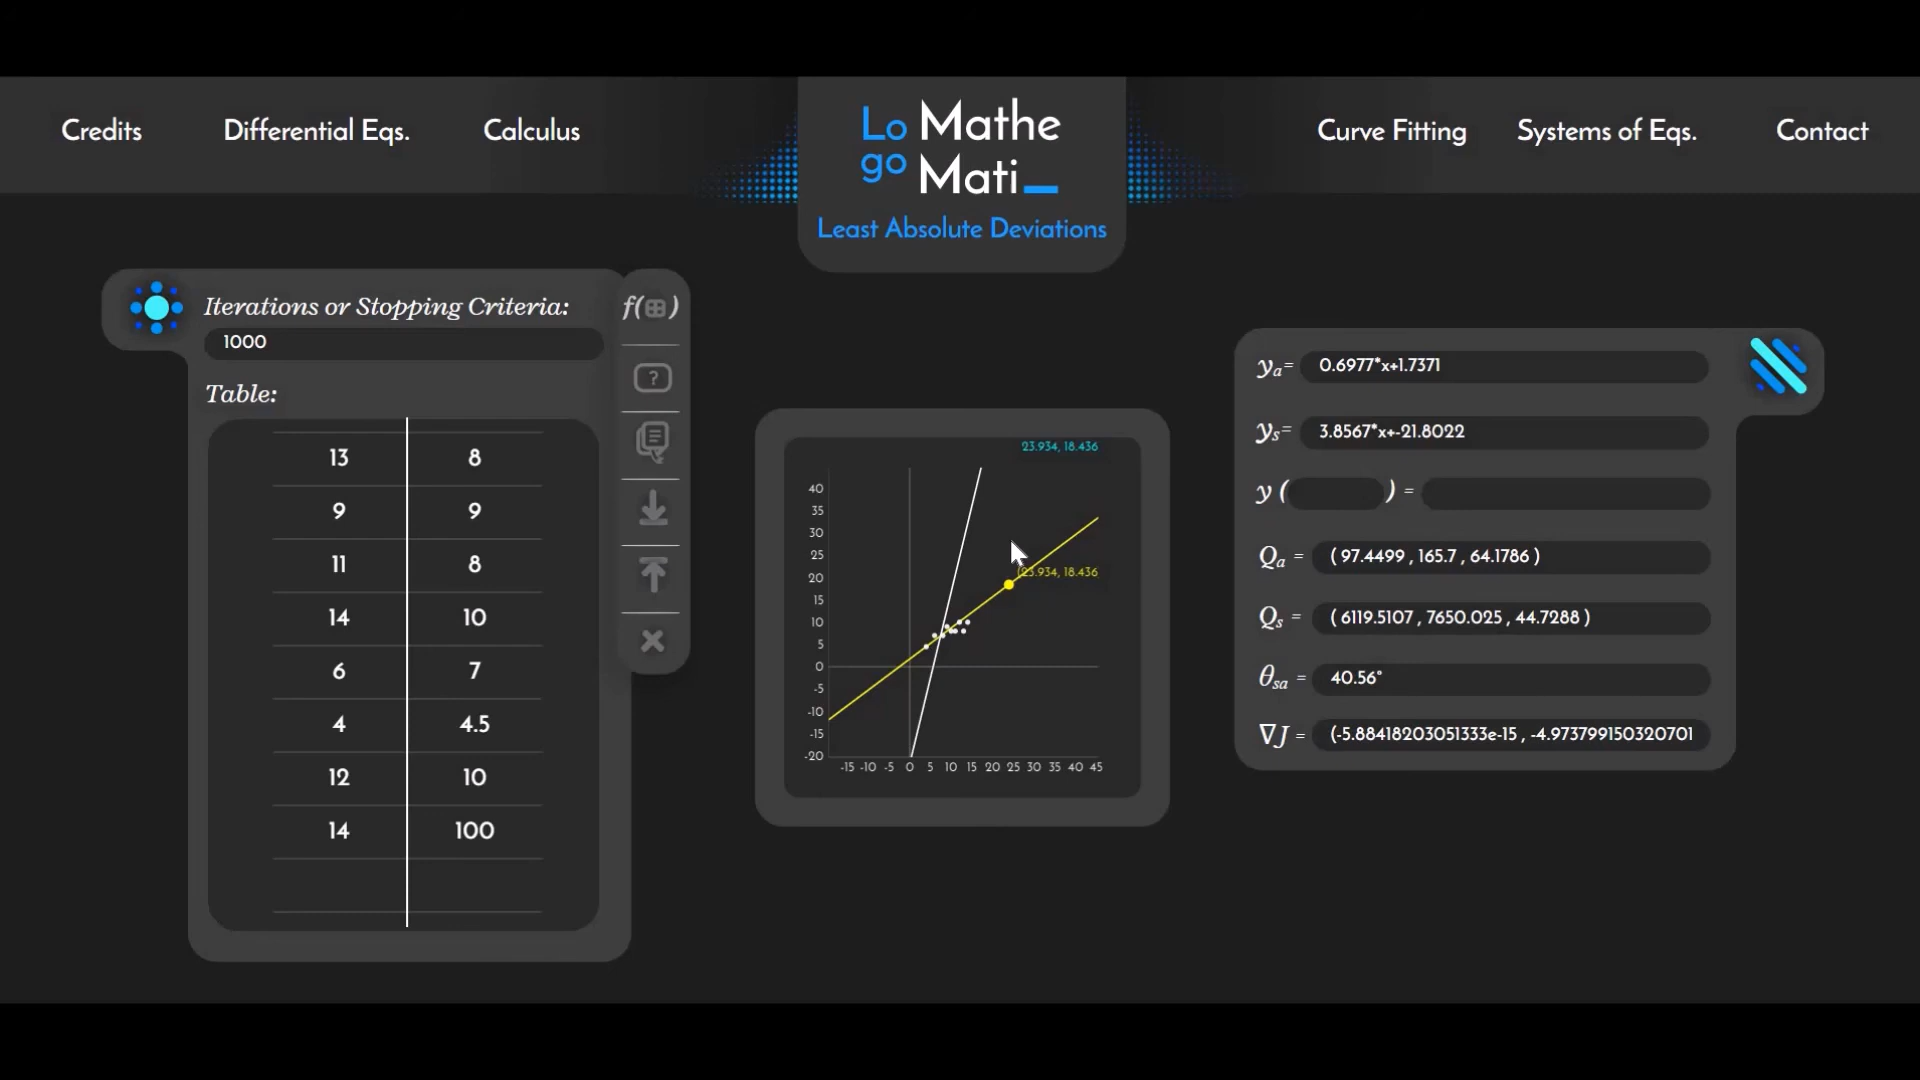 Credits
Differential Eqs.
Calculus
Lo
go
Mathe
Mati_
Least Absolute Deviations
Curve Fitting
Systems of Eqs.
Contact
Iterations or Stopping Criteria:
1000
Table:
13 8
9 9
11 8
14 10
6 7
4 4.5
12 10
14 100
f( )
?
23.934, 18.436
(23.934, 18.436
40
35
30
25
20
15
10
5
0
-5
-10
-15
-20
-15 -10 -5 0 5 10 15 20 25 30 35 40 45
ya= 0.6977*x+1.7371
ys= 3.8567*x+-21.8022
y ( ) =
Qa = ( 97.4499 , 165.7 , 64.1786 )
Qs = ( 6119.5107 , 7650.025 , 44.7288 )
θsa = 40.56°
∇J = (-5.88418203051333e-15 , -4.973799150320701